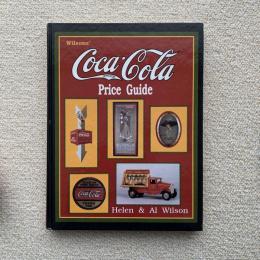 Wilsons'
Coca-Cola
Price Guide
Helen & Al Wilson